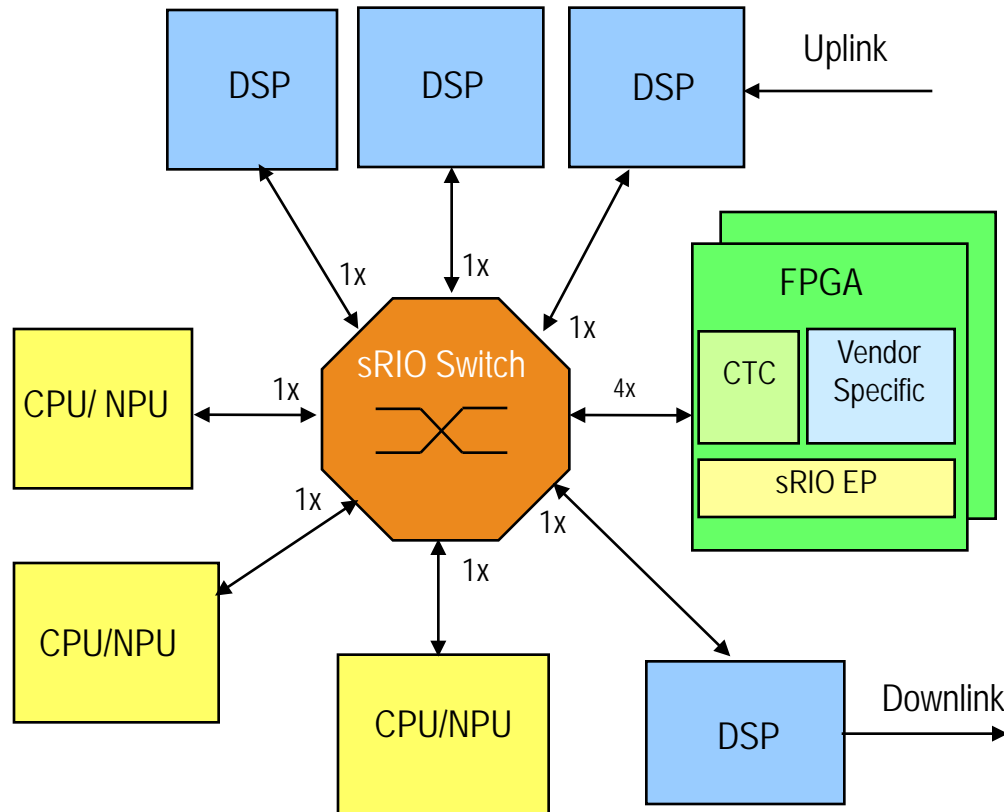 DSP
DSP
DSP
Uplink
1x
1x
1x
FPGA
CTC
Vendor
Specific
sRIO EP
sRIO Switch
4x
CPU/ NPU
1x
1x
CPU/NPU
1x
CPU/NPU
1x
DSP
Downlink